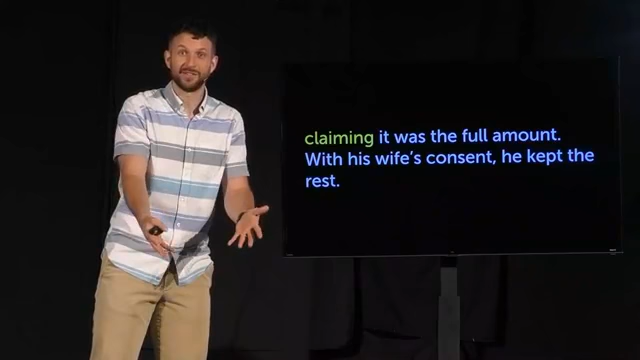 claiming it was the full amount.
With his wife's consent, he kept the
rest.